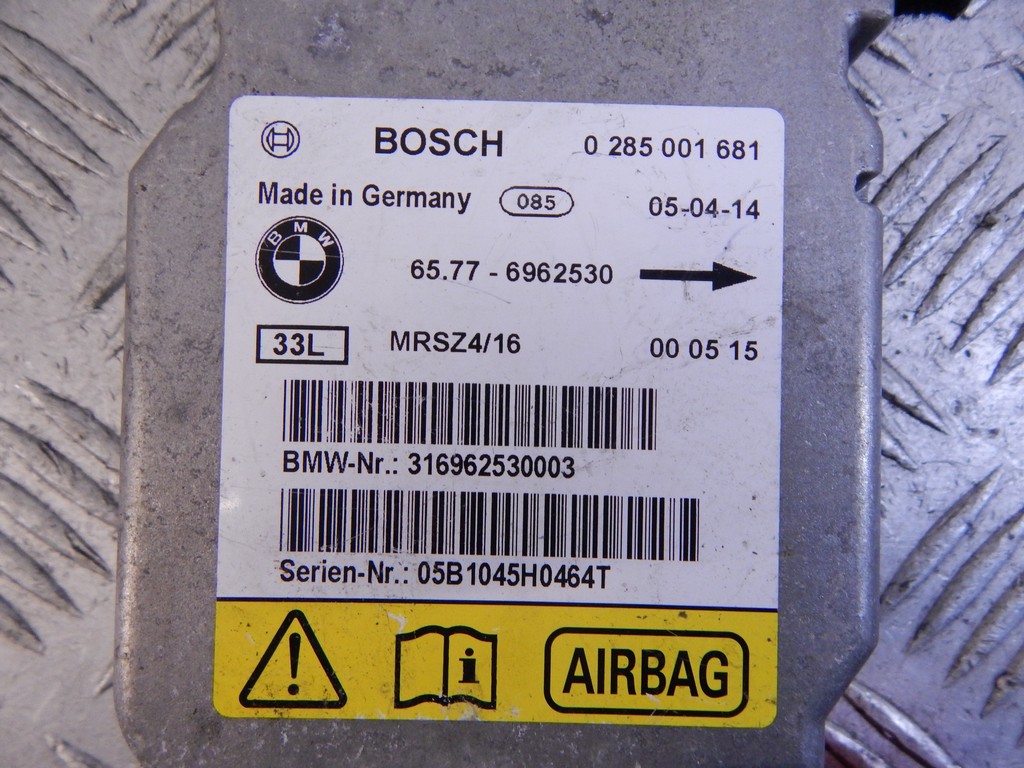 BOSCH 0 285 001 681
Made in Germany 085 05-04-14
BMW 65.77 - 6962530
33L MRSZ4/16 00 05 15
BMW-Nr.: 316962530003
Serien-Nr.: 05B1045H0464T
! i AIRBAG